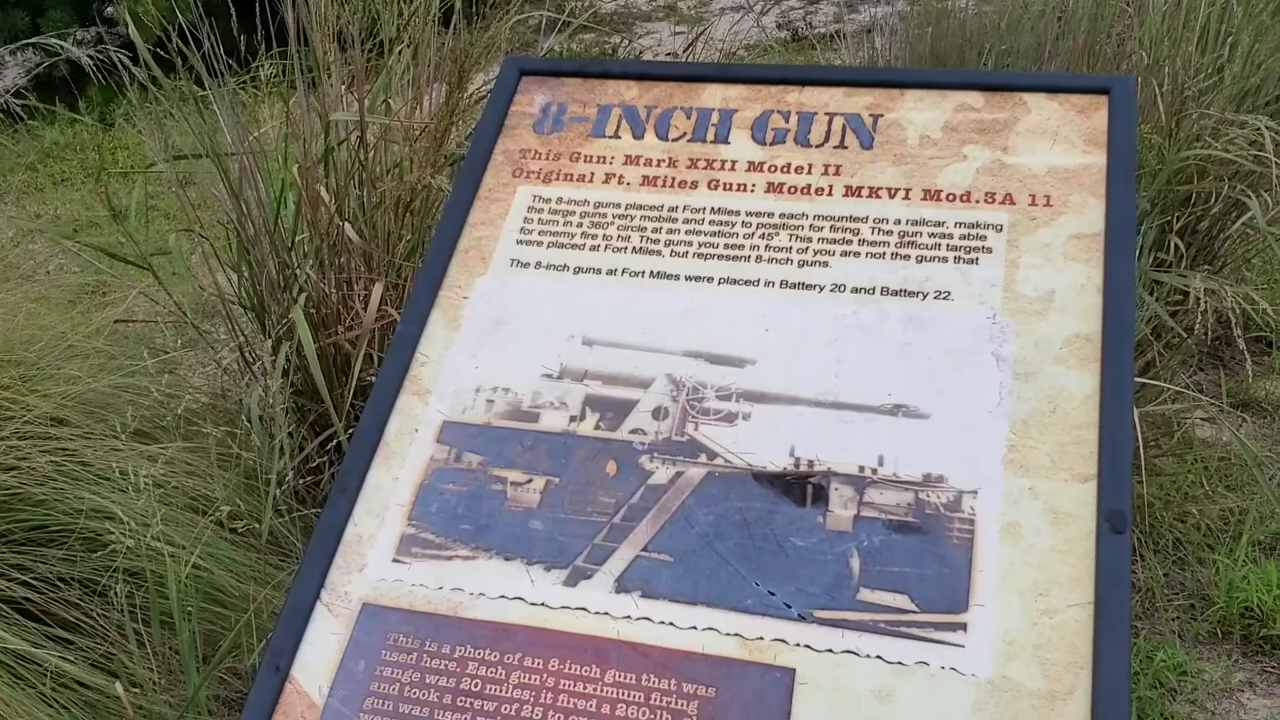 8-INCH GUN
This Gun: Mark XXII Model II
Original Ft. Miles Gun: Model MKVI Mod.3A 11
The 8-inch guns placed at Fort Miles were each mounted on a railcar, making
the large guns very mobile and easy to position for firing. The gun was able
to turn in a 360° circle at an elevation of 45°. This made them difficult targets
for enemy fire to hit. The guns you see in front of you are not the guns that
were placed at Fort Miles, but represent 8-inch guns.
The 8-inch guns at Fort Miles were placed in Battery 20 and Battery 22.
This is a photo of an 8-inch gun that was
used here. Each gun's maximum firing
range was 20 miles; it fired a 260-lb.
and took a crew of 25 to
gun was used